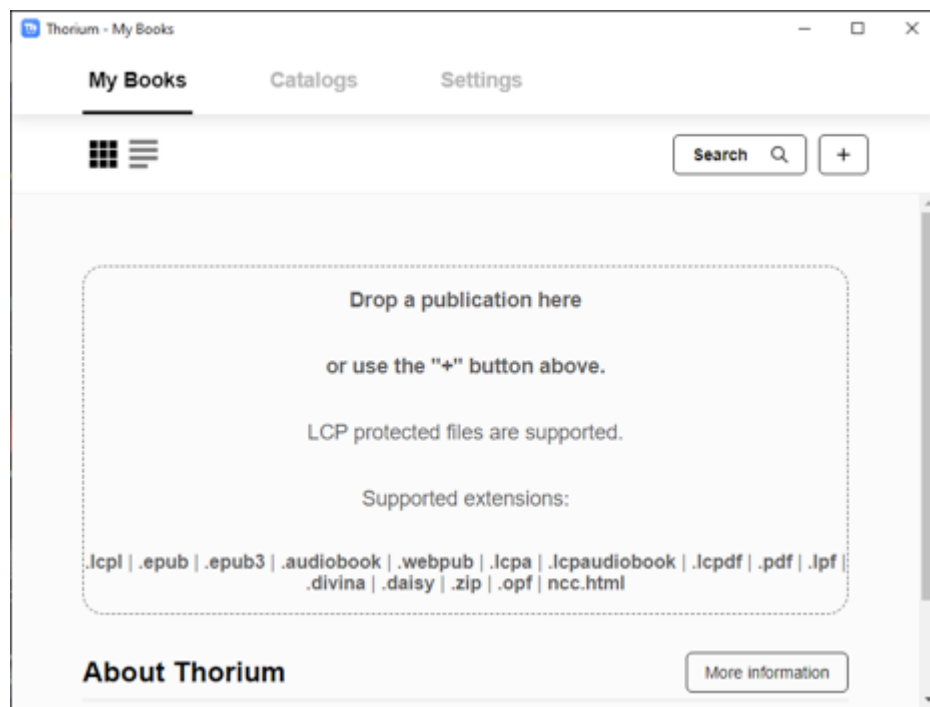 Thorium - My Books
My Books Catalogs Settings
Search +
Drop a publication here
or use the "+" button above.
LCP protected files are supported.
Supported extensions:
.lcpl | .epub | .epub3 | .audiobook | .webpub | .lcpa | .lcpaudiobook | .lcpdf | .pdf | .lpf |
.divina | .daisy | .zip | .opf | ncc.html
About Thorium More information